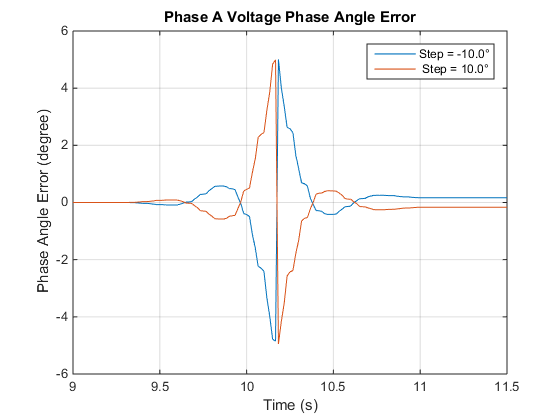 Phase A Voltage Phase Angle Error
Step = -10.0°
Step = 10.0°
Phase Angle Error (degree)
6
4
2
0
-2
-4
-6
9
9.5
10
10.5
11
11.5
Time (s)